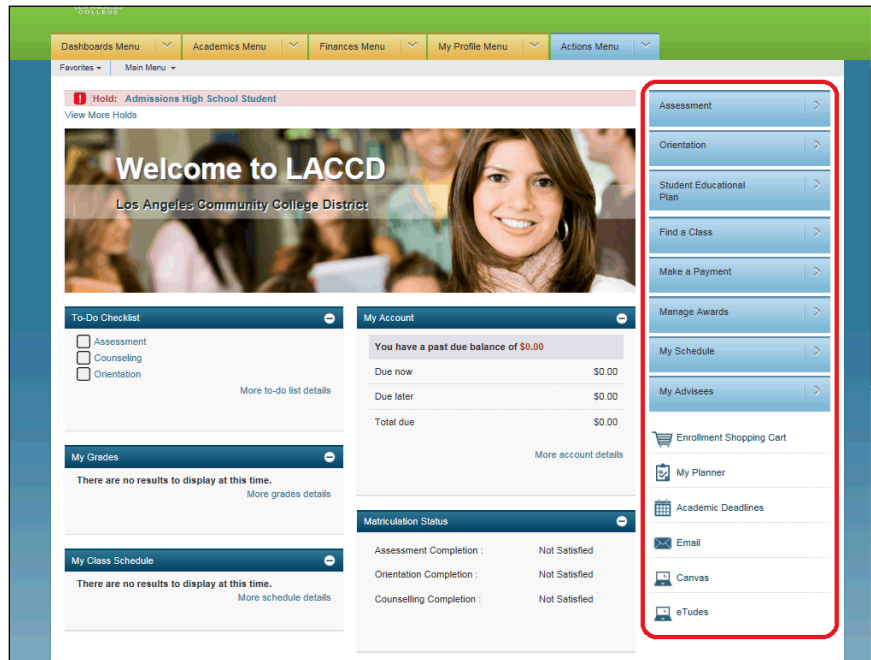 COLLEGE
Dashboards Menu
Academics Menu
Finances Menu
My Profile Menu
Actions Menu
Favorites
Main Menu
! Hold: Admissions High School Student
View More Holds
Welcome to LACCD
Los Angeles Community College District
To-Do Checklist
Assessment
Counseling
Orientation
More to-do list details
My Grades
There are no results to display at this time.
More grades details
My Class Schedule
There are no results to display at this time.
More schedule details
My Account
You have a past due balance of $0.00
Due now $0.00
Due later $0.00
Total due $0.00
More account details
Matriculation Status
Assessment Completion : Not Satisfied
Orientation Completion : Not Satisfied
Counselling Completion : Not Satisfied
Assessment
Orientation
Student Educational
Plan
Find a Class
Make a Payment
Manage Awards
My Schedule
My Advisees
Enrollment Shopping Cart
My Planner
Academic Deadlines
Email
Canvas
eTudes